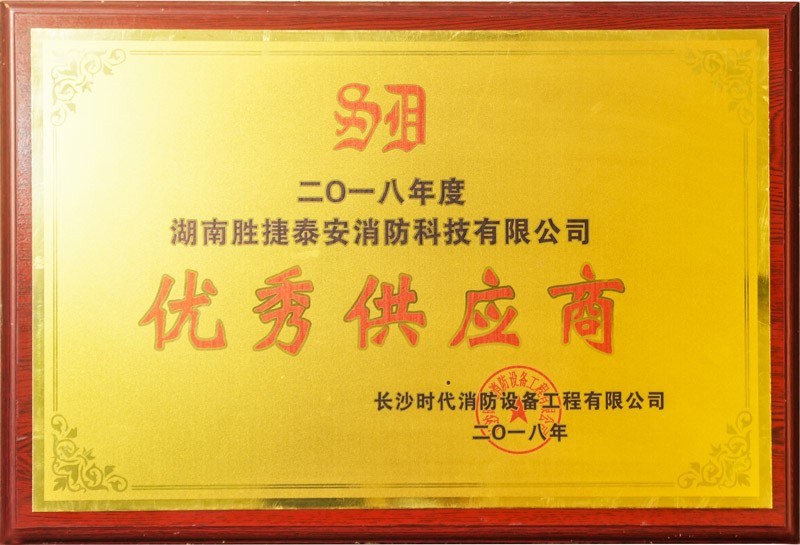 SD
二〇一八年度
湖南胜捷泰安消防科技有限公司
优秀供应商
长沙时代消防设备工程有限公司
二〇一八年